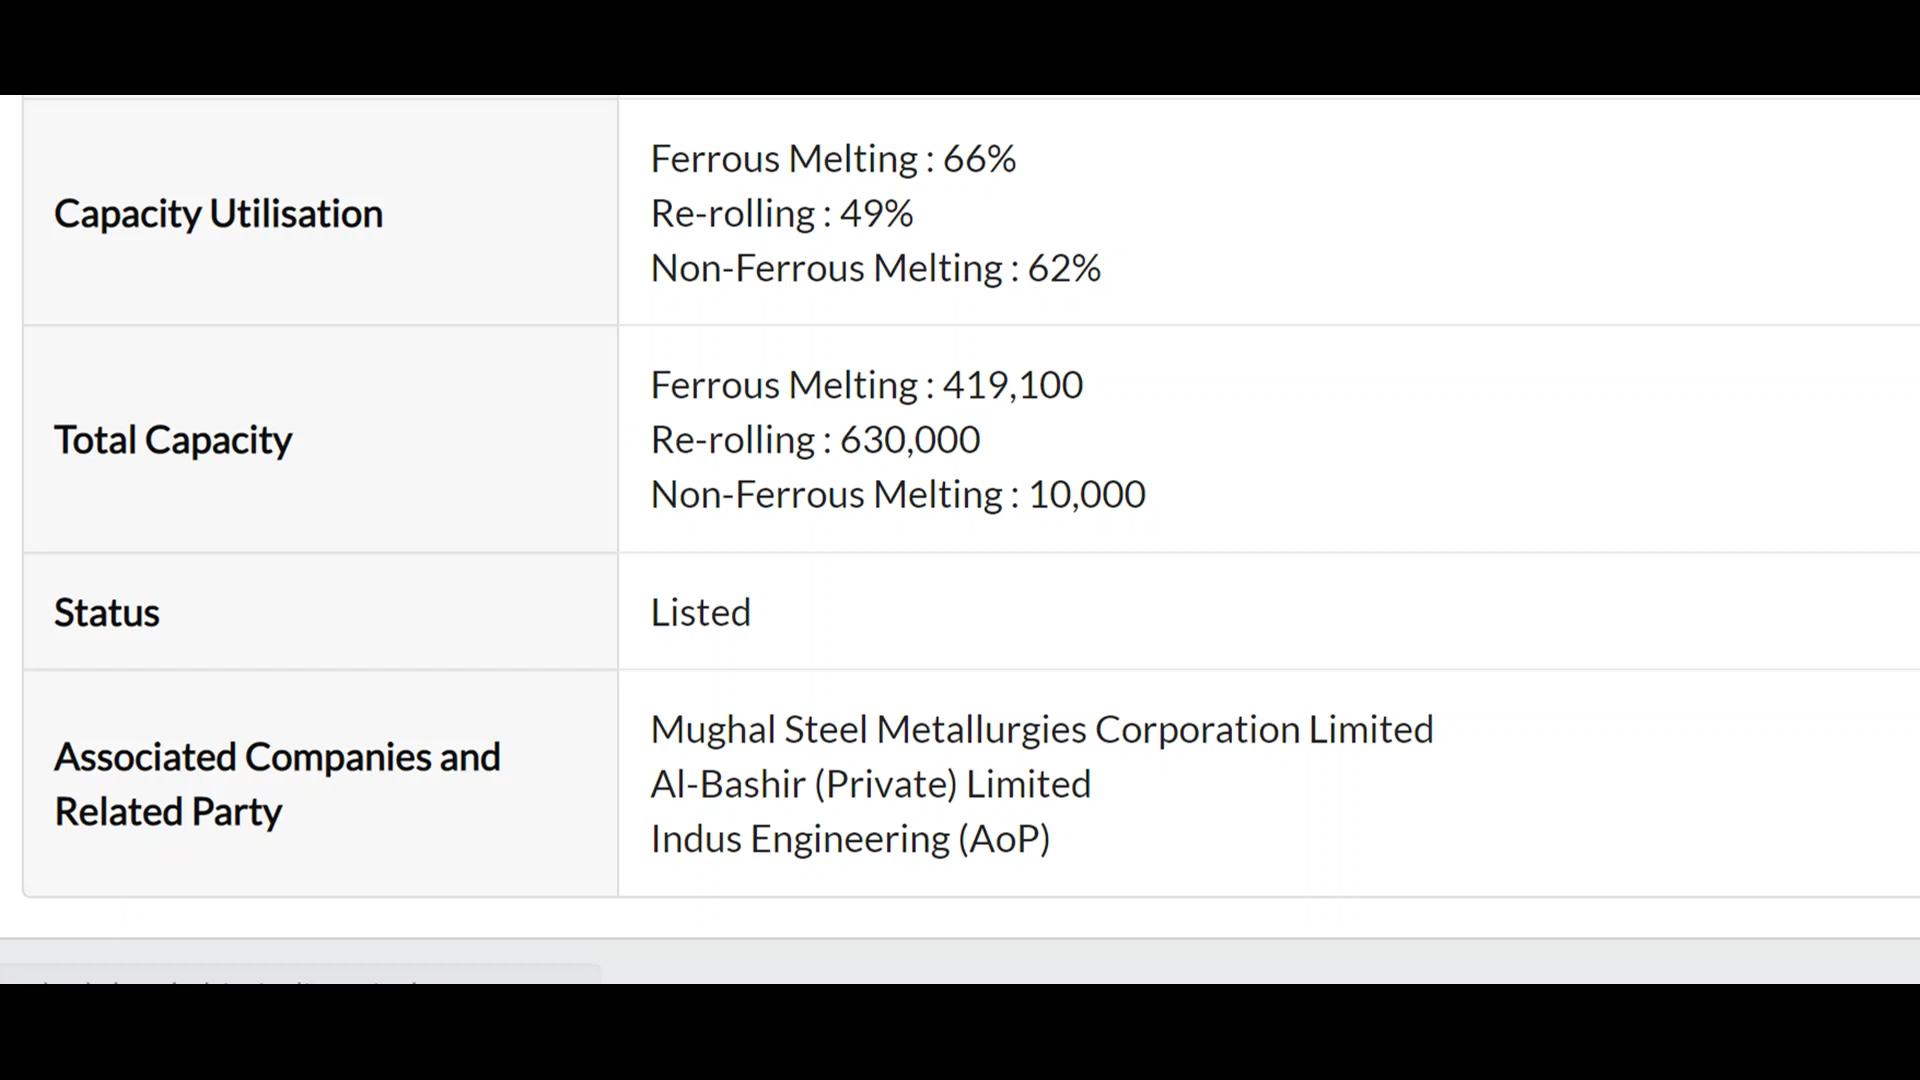 Capacity Utilisation
Ferrous Melting : 66%
Re-rolling : 49%
Non-Ferrous Melting : 62%
Total Capacity
Ferrous Melting : 419,100
Re-rolling : 630,000
Non-Ferrous Melting : 10,000
Status
Listed
Associated Companies and
Related Party
Mughal Steel Metallurgies Corporation Limited
Al-Bashir (Private) Limited
Indus Engineering (AoP)